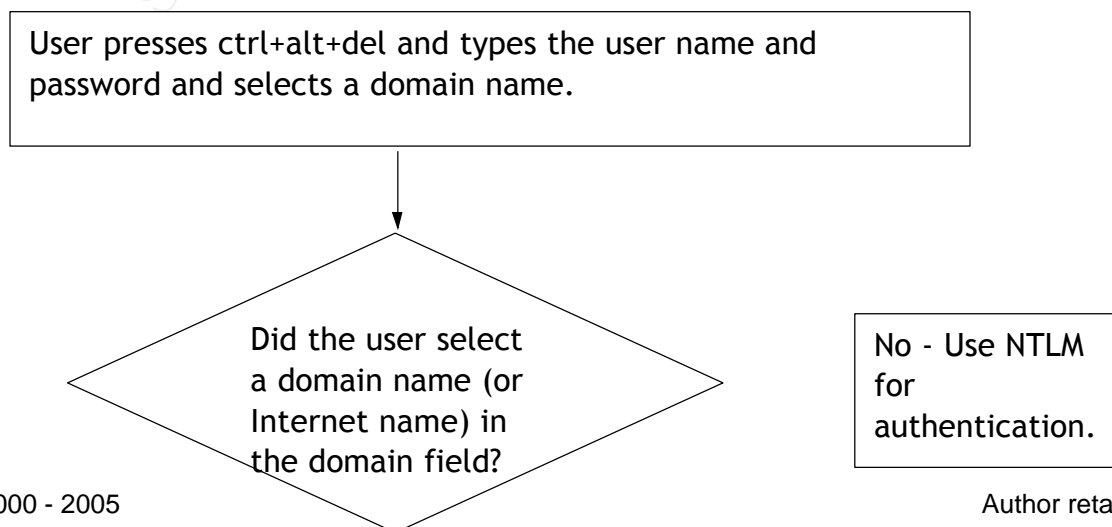 User presses ctrl+alt+del and types the user name and
password and selects a domain name.
Did the user select
a domain name (or
Internet name) in
the domain field?
No - Use NTLM
for
authentication.
000 - 2005
Author reta